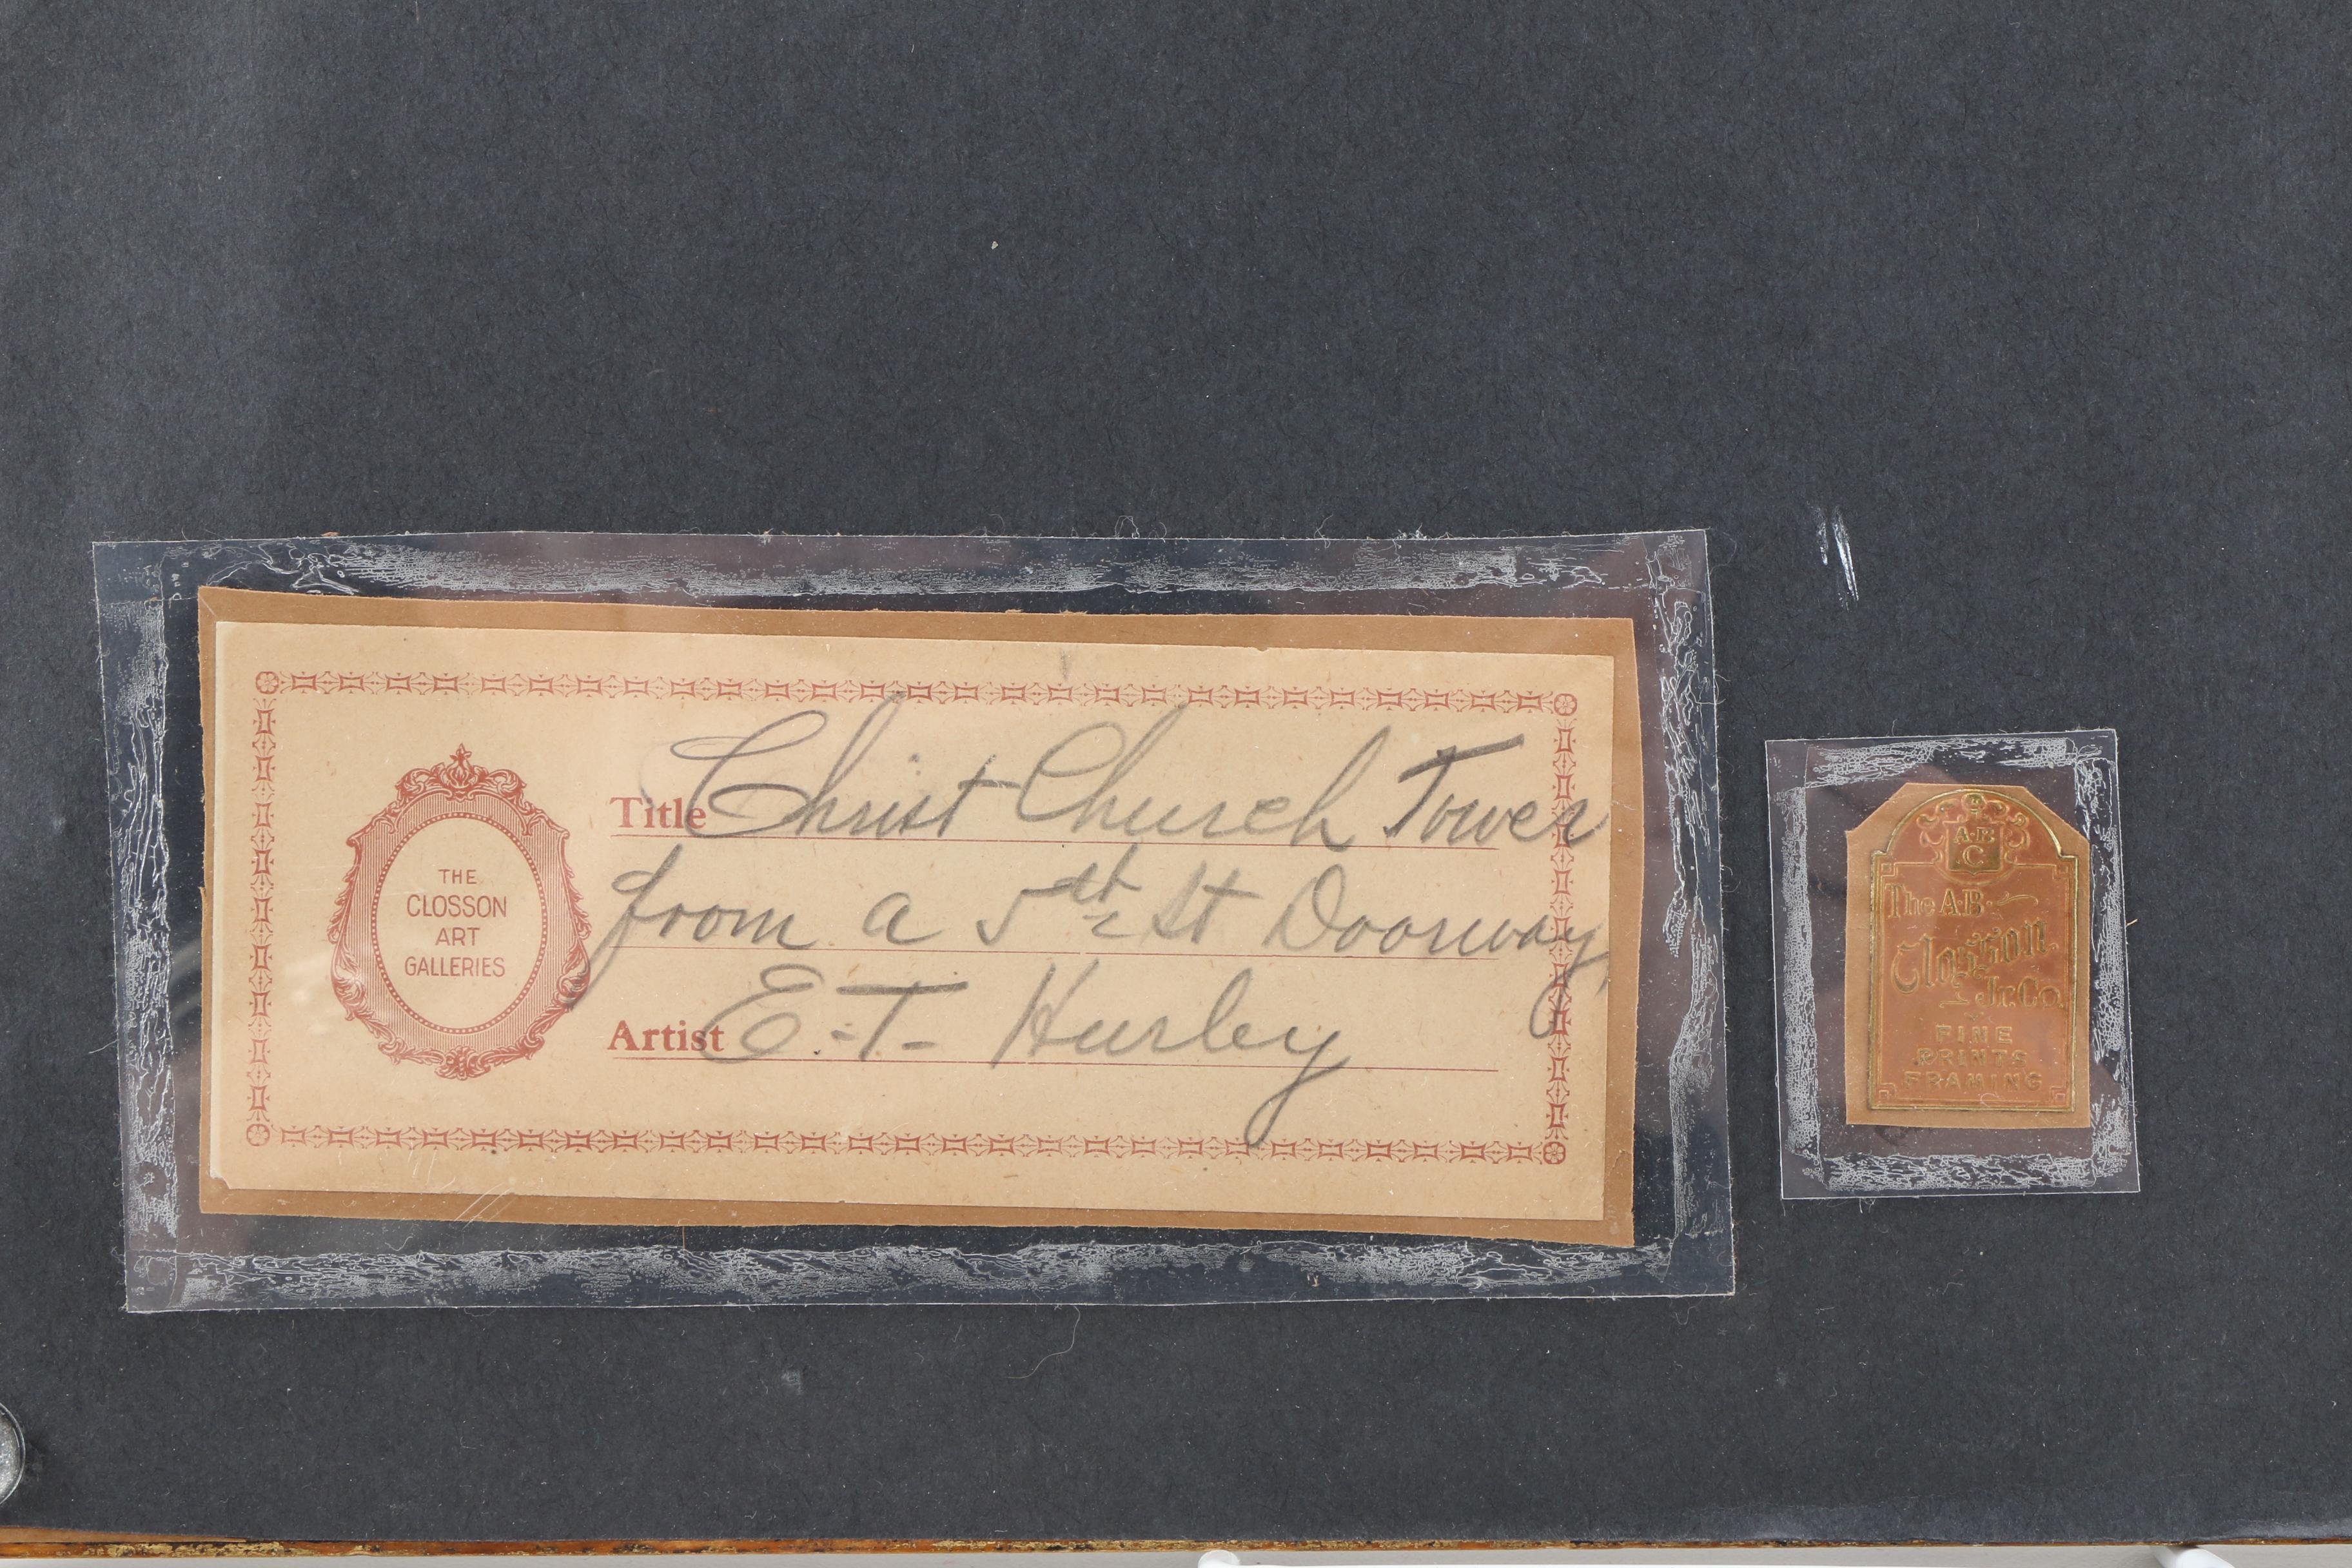 THE
CLOSSON
ART
GALLERIES
Title Christ Church Tower
from a 5th St Doorway
Artist E.T. Hurley
A·B
C
The A.B.
Closson
Jr. Co.
FINE
PRINTS
FRAMING